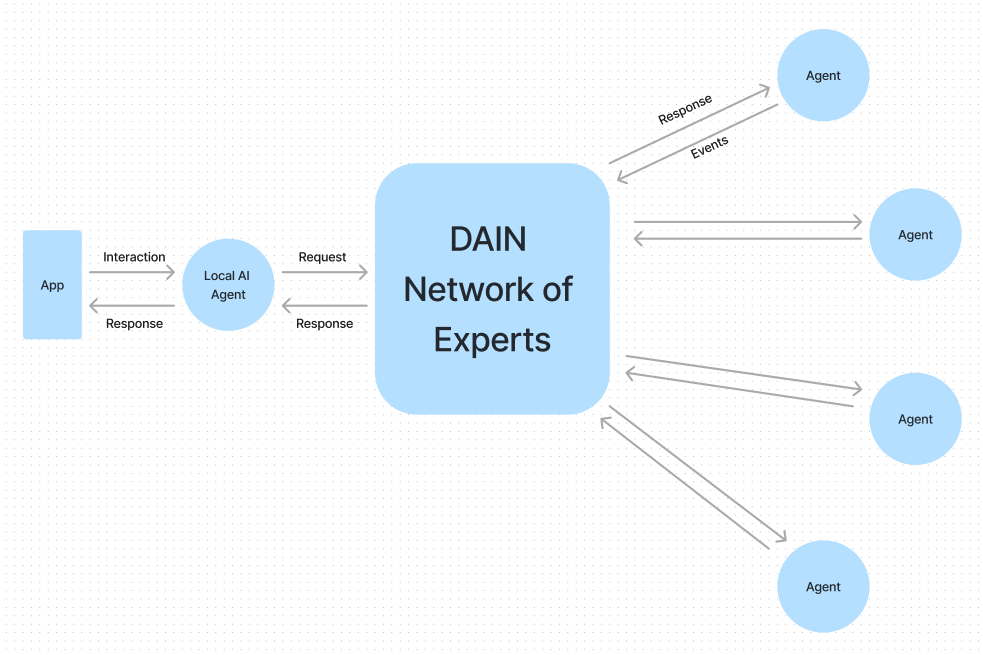 App
Interaction
Response
Local AI
Agent
Request
Response
DAIN
Network of
Experts
Response
Events
Agent
Agent
Agent
Agent